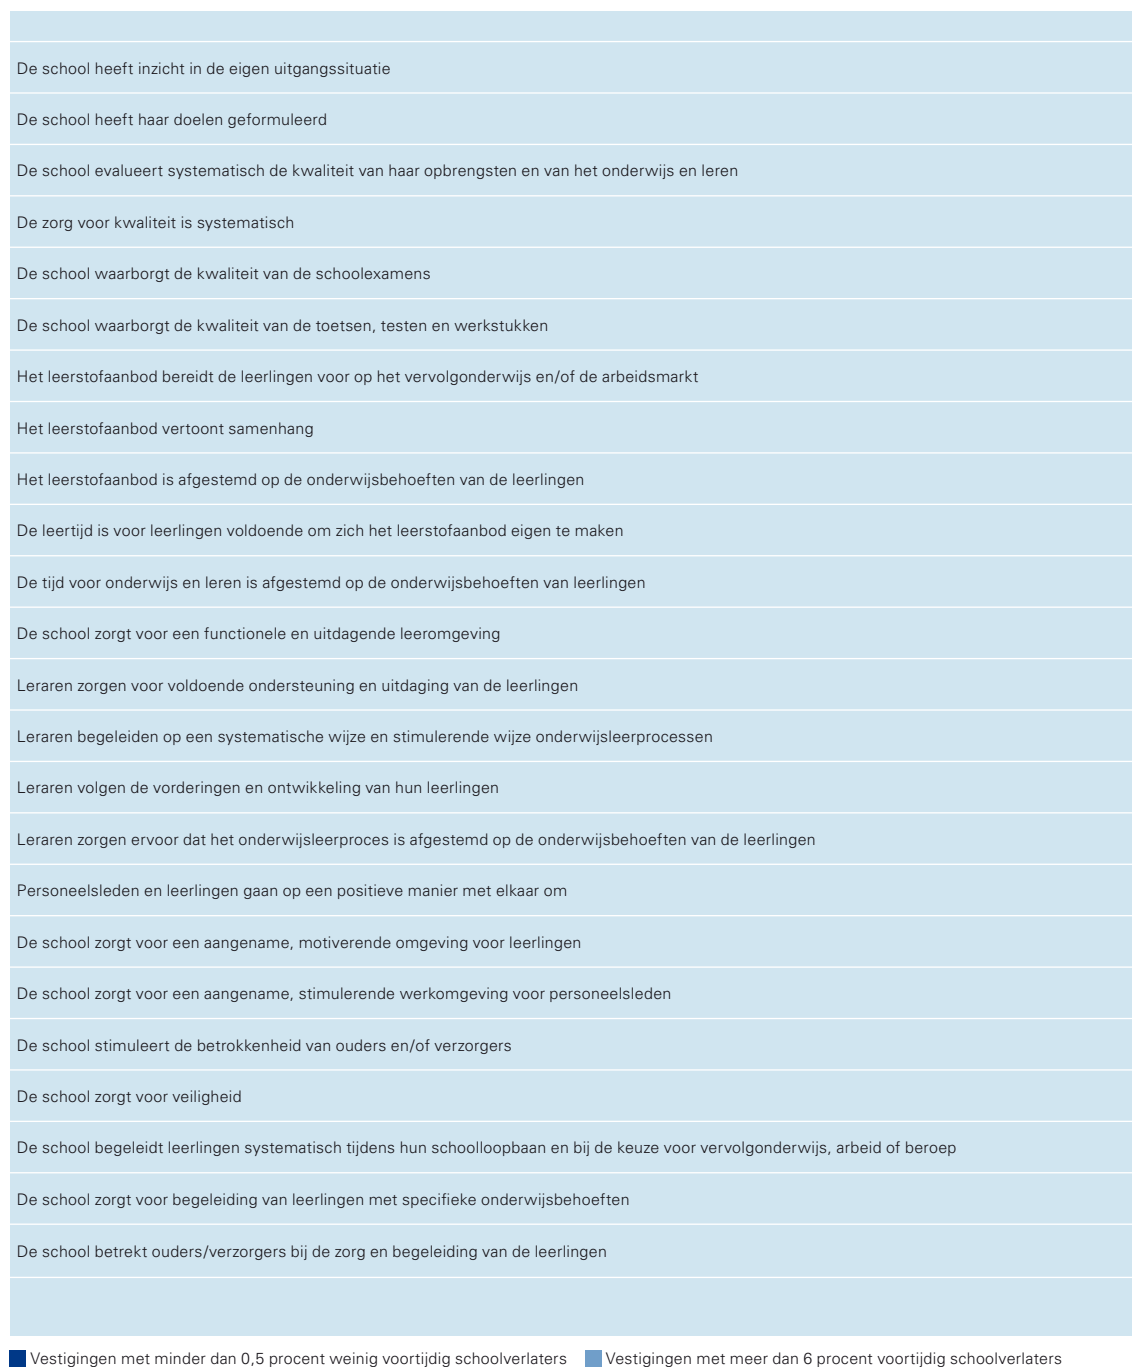 De school heeft inzicht in de eigen uitgangssituatie
De school heeft haar doelen geformuleerd
De school evalueert systematisch de kwaliteit van haar opbrengsten en van het onderwijs en leren
De zorg voor kwaliteit is systematisch
De school waarborgt de kwaliteit van de schoolexamens
De school waarborgt de kwaliteit van de toetsen, testen en werkstukken
Het leerstofaanbod bereidt de leerlingen voor op het vervolgonderwijs en/of de arbeidsmarkt
Het leerstofaanbod vertoont samenhang
Het leerstofaanbod is afgestemd op de onderwijsbehoeften van de leerlingen
De leertijd is voor leerlingen voldoende om zich het leerstofaanbod eigen te maken
De tijd voor onderwijs en leren is afgestemd op de onderwijsbehoeften van leerlingen
De school zorgt voor een functionele en uitdagende leeromgeving
Leraren zorgen voor voldoende ondersteuning en uitdaging van de leerlingen
Leraren begeleiden op een systematische wijze en stimulerende wijze onderwijsleerprocessen
Leraren volgen de vorderingen en ontwikkeling van hun leerlingen
Leraren zorgen ervoor dat het onderwijsleerproces is afgestemd op de onderwijsbehoeften van de leerlingen
Personeelsleden en leerlingen gaan op een positieve manier met elkaar om
De school zorgt voor een aangename, motiverende omgeving voor leerlingen
De school zorgt voor een aangename, stimulerende werkomgeving voor personeelsleden
De school stimuleert de betrokkenheid van ouders en/of verzorgers
De school zorgt voor veiligheid
De school begeleidt leerlingen systematisch tijdens hun schoolloopbaan en bij de keuze voor vervolgonderwijs, arbeid of beroep
De school zorgt voor begeleiding van leerlingen met specifieke onderwijsbehoeften
De school betrekt ouders/verzorgers bij de zorg en begeleiding van de leerlingen
Vestigingen met minder dan 0,5 procent weinig voortijdig schoolverlaters Vestigingen met meer dan 6 procent voortijdig schoolverlaters